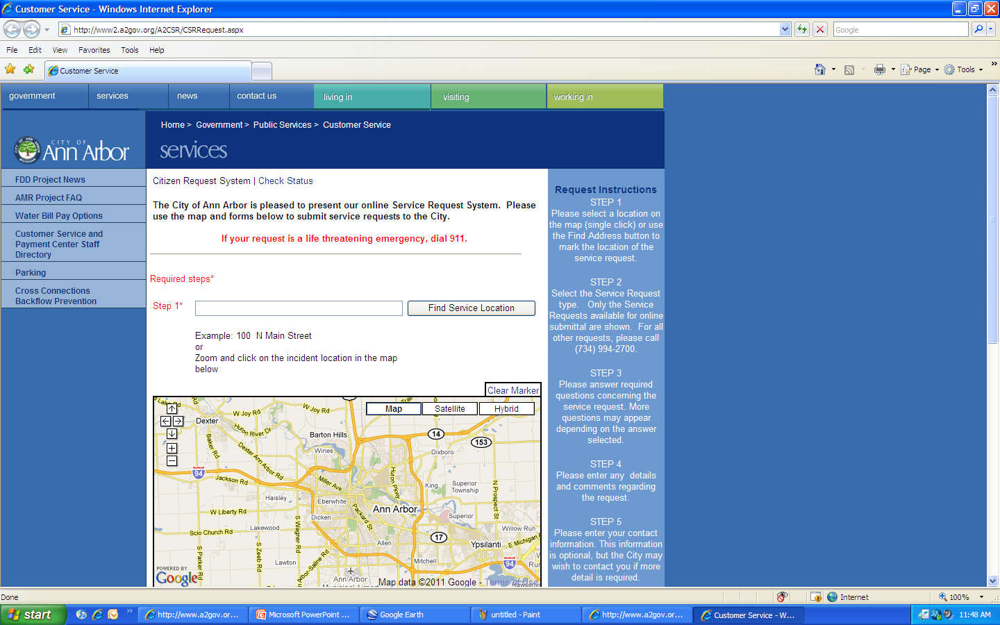 Customer Service - Windows Internet Explorer
http://www2.a2gov.org/A2CSR/CSRRequest.aspx
Google
File Edit View Favorites Tools Help
Customer Service
Page Tools
government services news contact us living in visiting working in
Home > Government > Public Services > Customer Service
CITY OF
Ann Arbor
services
FDD Project News
AMR Project FAQ
Water Bill Pay Options
Customer Service and
Payment Center Staff
Directory
Parking
Cross Connections
Backflow Prevention
Citizen Request System | Check Status
The City of Ann Arbor is pleased to present our online Service Request System. Please
use the map and forms below to submit service requests to the City.
If your request is a life threatening emergency, dial 911.
Required steps*
Step 1*
Find Service Location
Example: 100 N Main Street
or
Zoom and click on the incident location in the map
below
Clear Marker
Map Satellite Hybrid
W Joy Rd
W Joy Rd
Dexter
Huron River Dr
Barton Hills
14
153
Baker Rd
Dexter Ann Arbor Rd
Wines
Dixboro
94
Jackson Rd
Miller Ave
Huron Pkwy
King
Superior
Township
N Prospect St
Haisley
Eberwhite
Ann Arbor
W Liberty Rd
Dicken
Packard St
Superior
Scio Church Rd
Lakewood
S Wagner Rd
Willow Run
17
Allen
Ypsilanti
E Michigan A
S Parker Rd
S Zeeb Rd
Lawton
Arbor-Saline Rd
Mitchell
94
Run
POWERED BY
Google
Ann Arbor
Municipal Airport
Map data ©2011 Google - Terms of Use
Request Instructions
STEP 1
Please select a location on
the map (single click) or use
the Find Address button to
mark the location of the
service request.
STEP 2
Select the Service Request
type. Only the Service
Requests available for online
submittal are shown. For all
other requests, please call
(734) 994-2700.
STEP 3
Please answer required
questions concerning the
service request. More
questions may appear
depending on the answer
selected.
STEP 4
Please enter any details
and comments regarding
the request.
STEP 5
Please enter your contact
information. This information
is optional, but the City may
wish to contact you if more
detail is required.
Done
Internet
100%
start
http://www.a2gov.or...
Microsoft PowerPoint ...
Google Earth
untitled - Paint
http://www.a2gov.or...
Customer Service - W...
11:48 AM